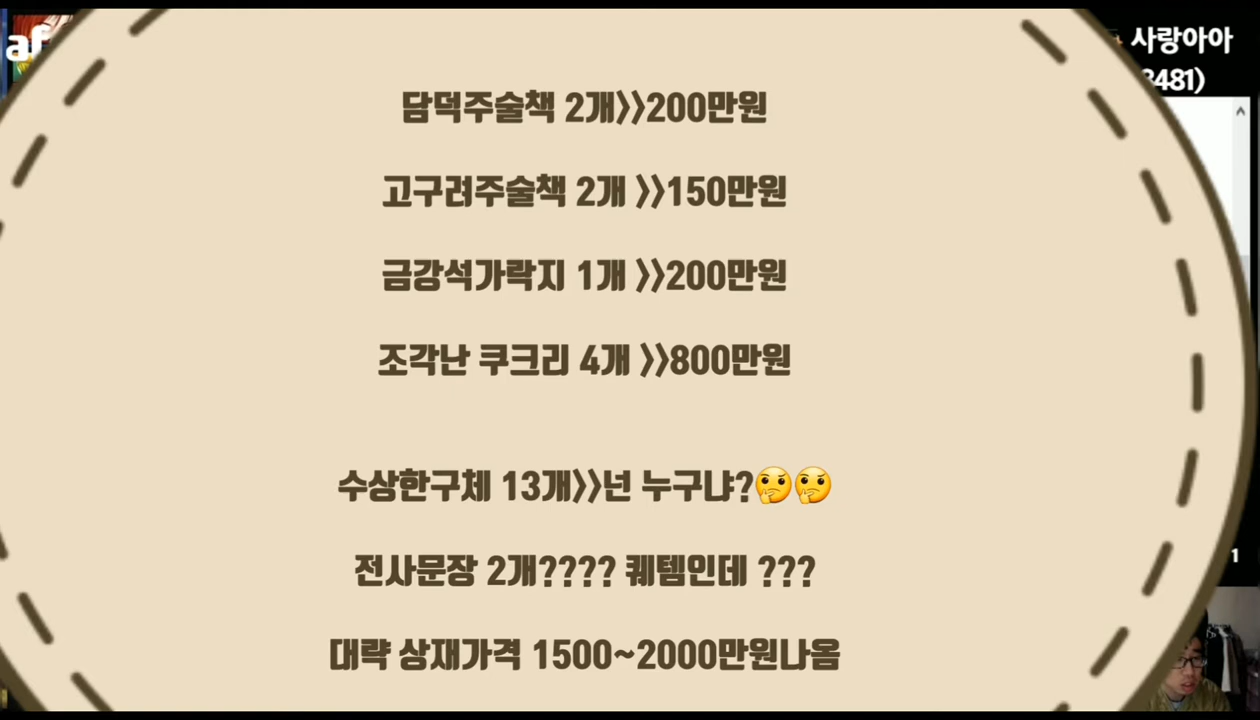 af
사랑아아
3481)
담덕주술책 2개>>200만원
고구려주술책 2개 >>150만원
금강석가락지 1개 >>200만원
조각난 쿠크리 4개 >>800만원
수상한구체 13개>>넌 누구냐?🤔🤔
전사문장 2개???? 퀘템인데 ???
대략 상재가격 1500~2000만원나옴
1